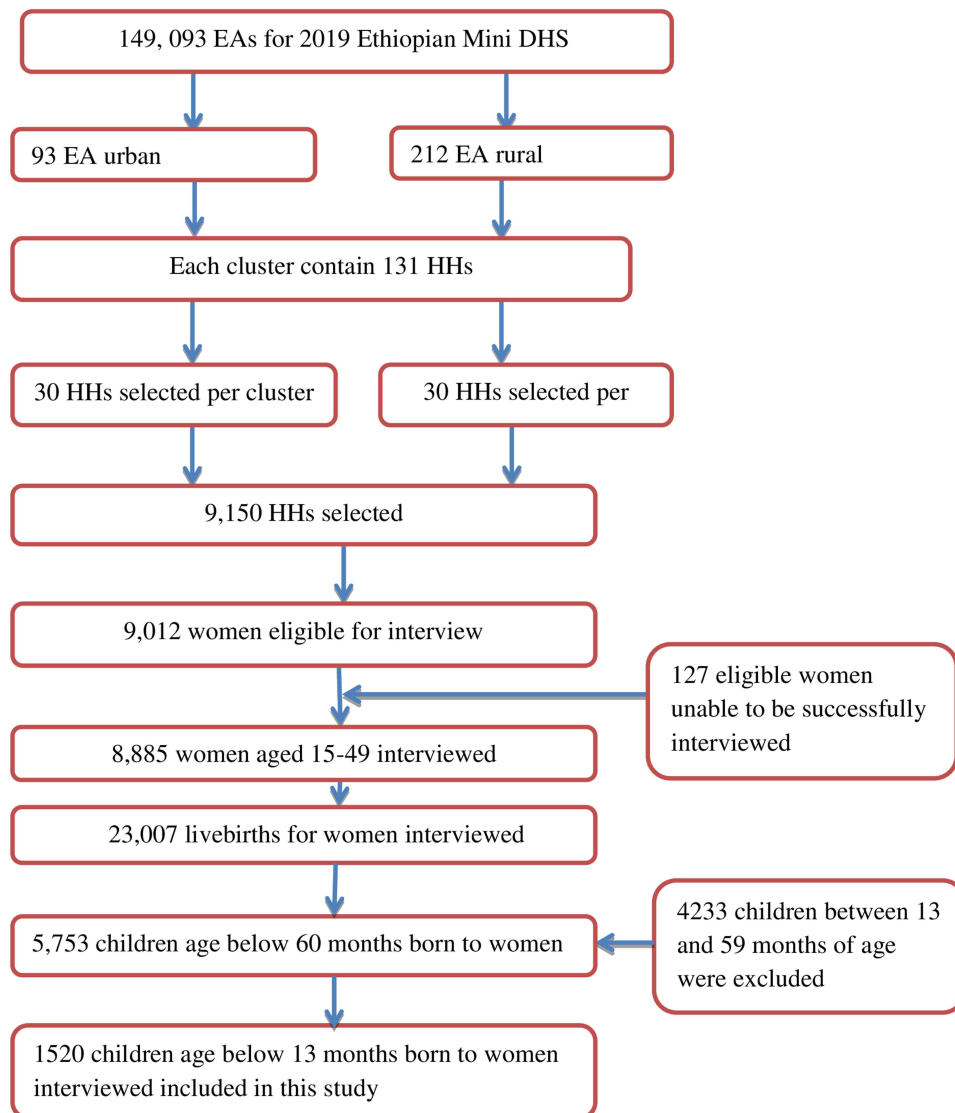 149, 093 EAs for 2019 Ethiopian Mini DHS
93 EA urban
212 EA rural
Each cluster contain 131 HHs
30 HHs selected per cluster
30 HHs selected per
9,150 HHs selected
9,012 women eligible for interview
127 eligible women
unable to be successfully
interviewed
8,885 women aged 15-49 interviewed
23,007 livebirths for women interviewed
5,753 children age below 60 months born to women
4233 children between 13
and 59 months of age
were excluded
1520 children age below 13 months born to women
interviewed included in this study